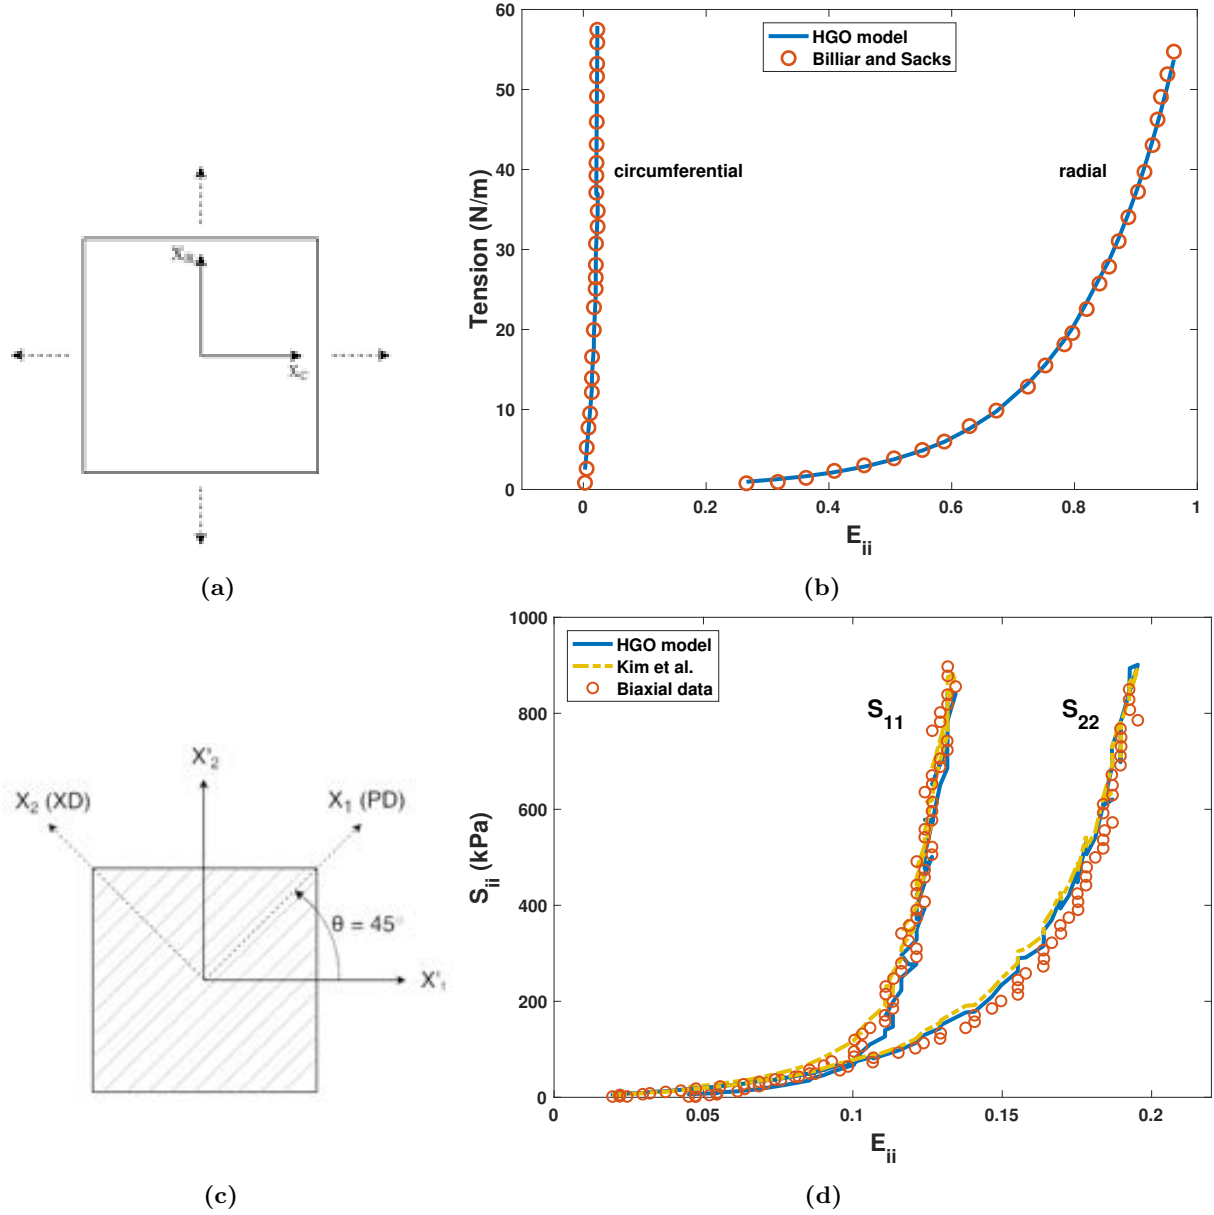 60
50
40
30
20
10
0
Tension (N/m)
HGO model
Billiar and Sacks
circumferential
radial
0
0.2
0.4
0.6
0.8
1
E_ii
(a)
(b)
X'₂
X₂ (XD)
X₁ (PD)
θ = 45°
X'₁
1000
800
600
400
200
0
S_ii (kPa)
HGO model
Kim et al.
Biaxial data
S₁₁
S₂₂
0
0.05
0.1
0.15
0.2
E_ii
(c)
(d)